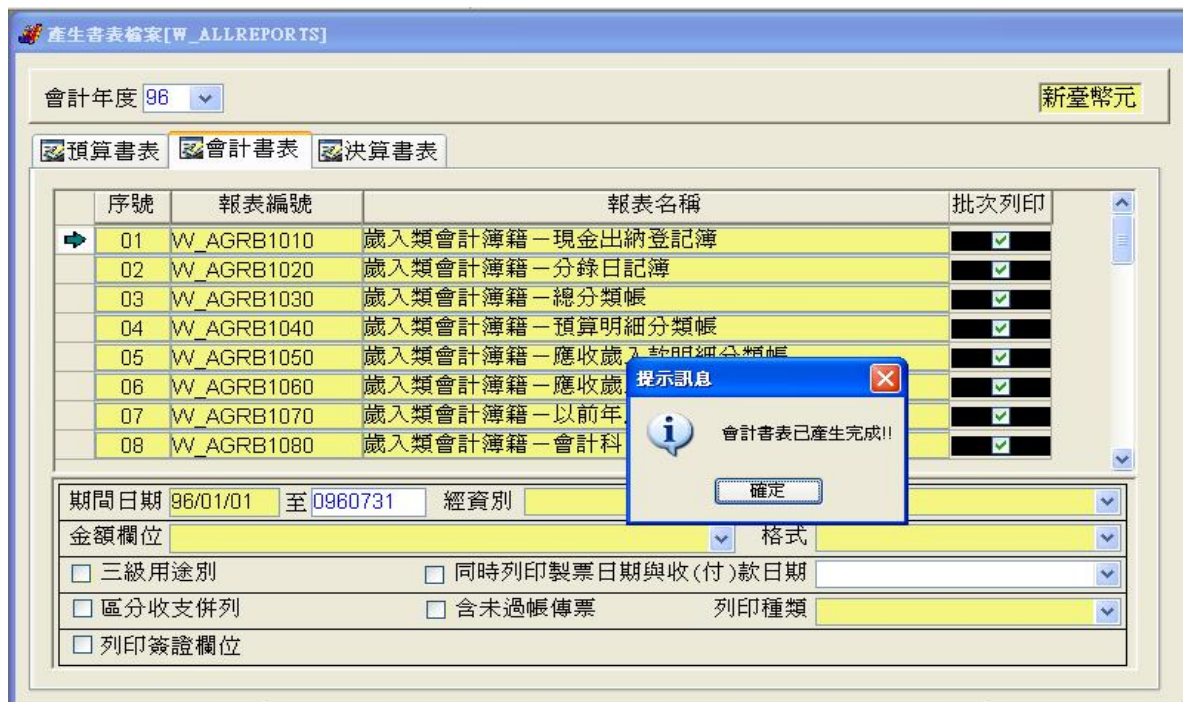 產生書表檔案[W_ALLREPORTS]
會計年度 96 新臺幣元
預算書表 會計書表 決算書表
序號 報表編號 報表名稱 批次列印
01 W_AGRB1010 歲入類會計簿籍－現金出納登記簿
02 W_AGRB1020 歲入類會計簿籍－分錄日記簿
03 W_AGRB1030 歲入類會計簿籍－總分類帳
04 W_AGRB1040 歲入類會計簿籍－預算明細分類帳
05 W_AGRB1050 歲入類會計簿籍－應收歲入款明細分類帳
06 W_AGRB1060 歲入類會計簿籍－應收歲
07 W_AGRB1070 歲入類會計簿籍－以前年
08 W_AGRB1080 歲入類會計簿籍－會計科
提示訊息
會計書表已產生完成!!
確定
期間日期 96/01/01 至 0960731 經資別
金額欄位 格式
三級用途別 同時列印製票日期與收(付)款日期
區分收支併列 含未過帳傳票 列印種類
列印簽證欄位